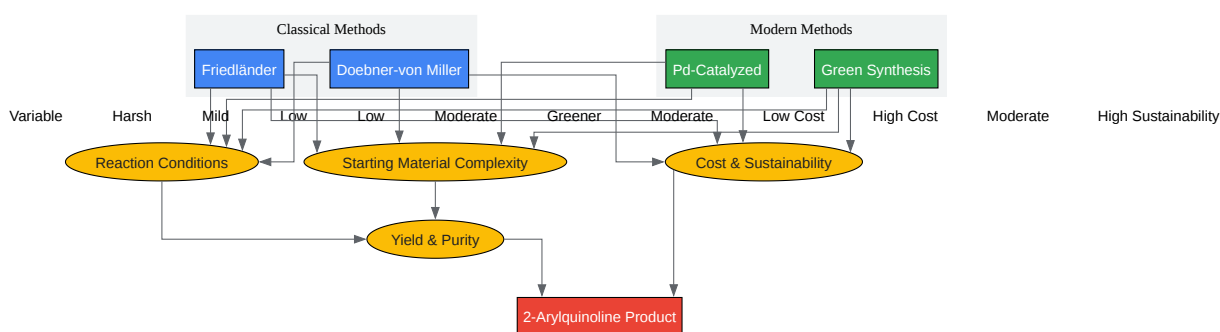 Classical Methods
Modern Methods
Friedländer
Doebner-von Miller
Pd-Catalyzed
Green Synthesis
Variable
Harsh
Mild
Low
Low
Moderate
Greener
Moderate
Low Cost
High Cost
Moderate
High Sustainability
Reaction Conditions
Starting Material Complexity
Cost & Sustainability
Yield & Purity
2-Arylquinoline Product